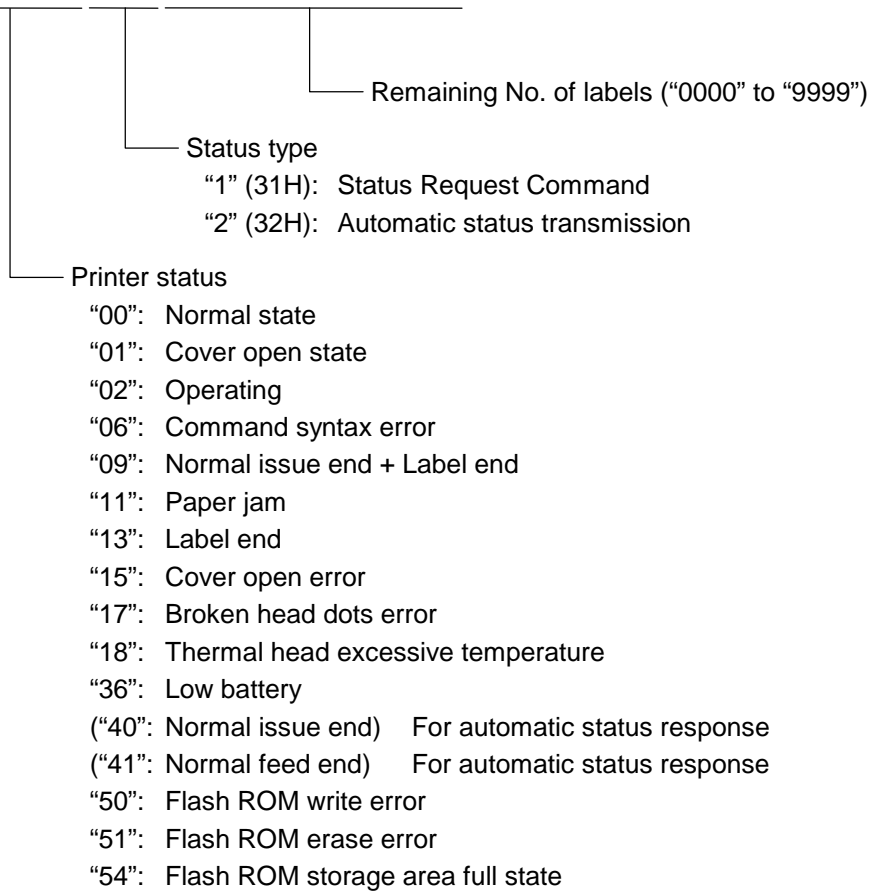 Remaining No. of labels (“0000” to “9999”)
Status type
“1” (31H): Status Request Command
“2” (32H): Automatic status transmission
Printer status
“00”: Normal state
“01”: Cover open state
“02”: Operating
“06”: Command syntax error
“09”: Normal issue end + Label end
“11”: Paper jam
“13”: Label end
“15”: Cover open error
“17”: Broken head dots error
“18”: Thermal head excessive temperature
“36”: Low battery
(“40”: Normal issue end) For automatic status response
(“41”: Normal feed end) For automatic status response
“50”: Flash ROM write error
“51”: Flash ROM erase error
“54”: Flash ROM storage area full state